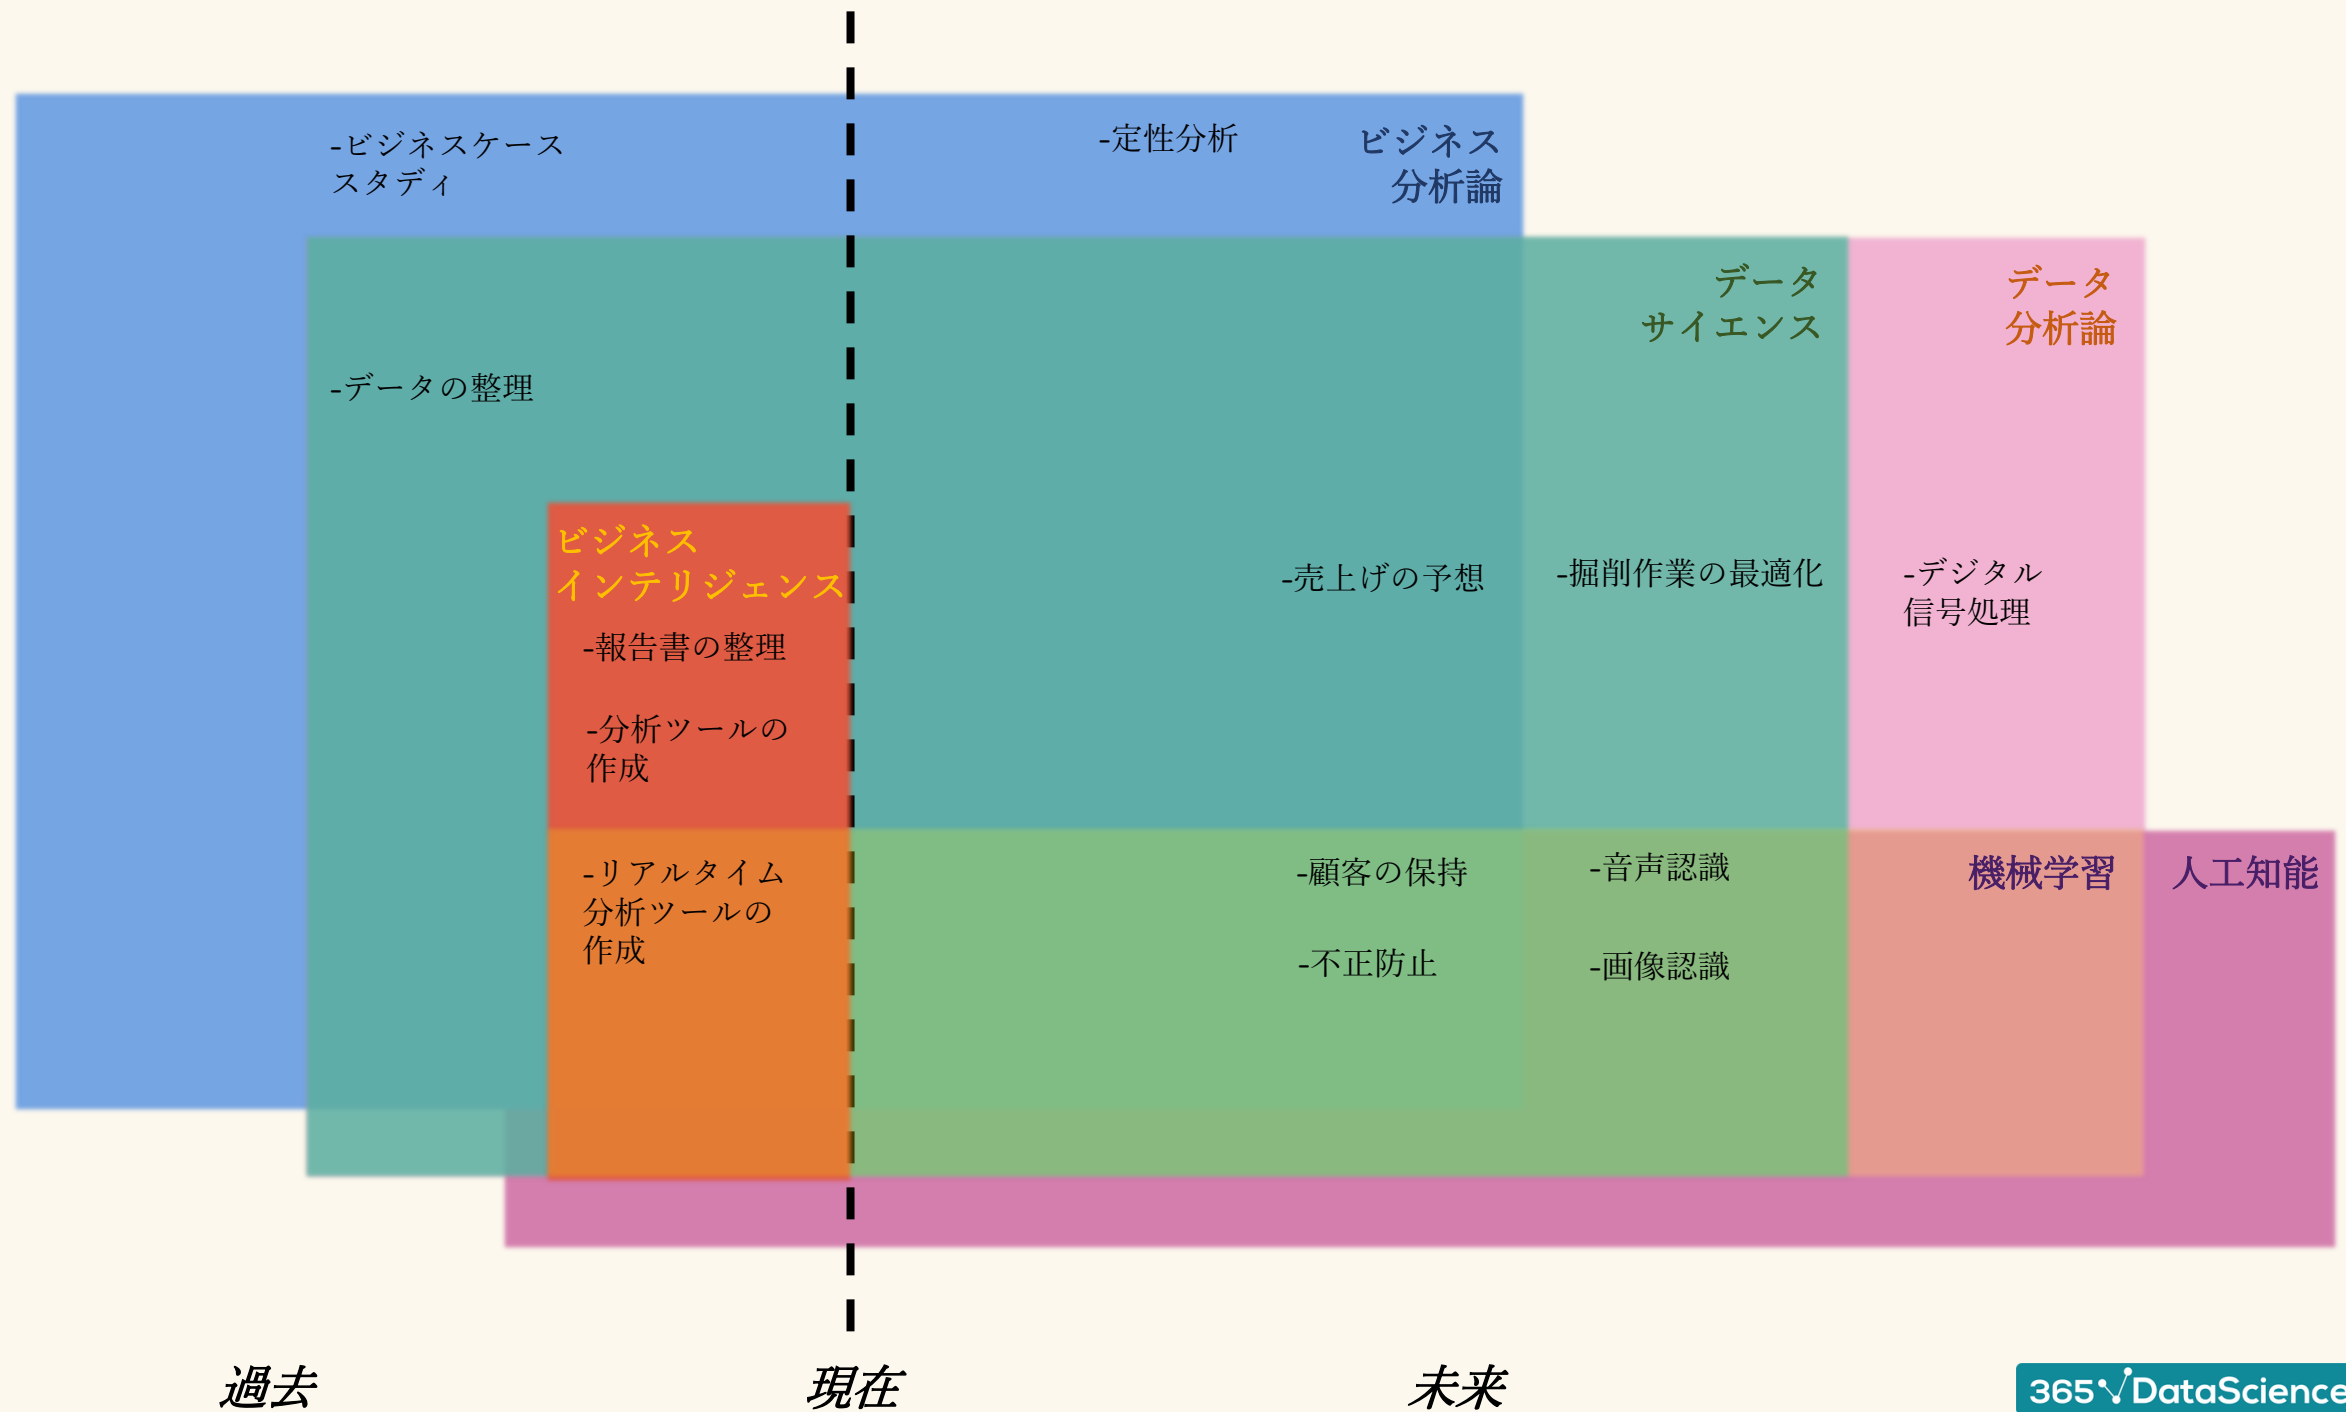 -ビジネスケース
スタディ
-定性分析
ビジネス
分析論
データ
サイエンス
データ
分析論
-データの整理
ビジネス
インテリジェンス
-報告書の整理
-分析ツールの
作成
-売上げの予想
-掘削作業の最適化
-デジタル
信号処理
-リアルタイム
分析ツールの
作成
-顧客の保持
-不正防止
-音声認識
-画像認識
機械学習
人工知能
過去
現在
未来
365 DataScience